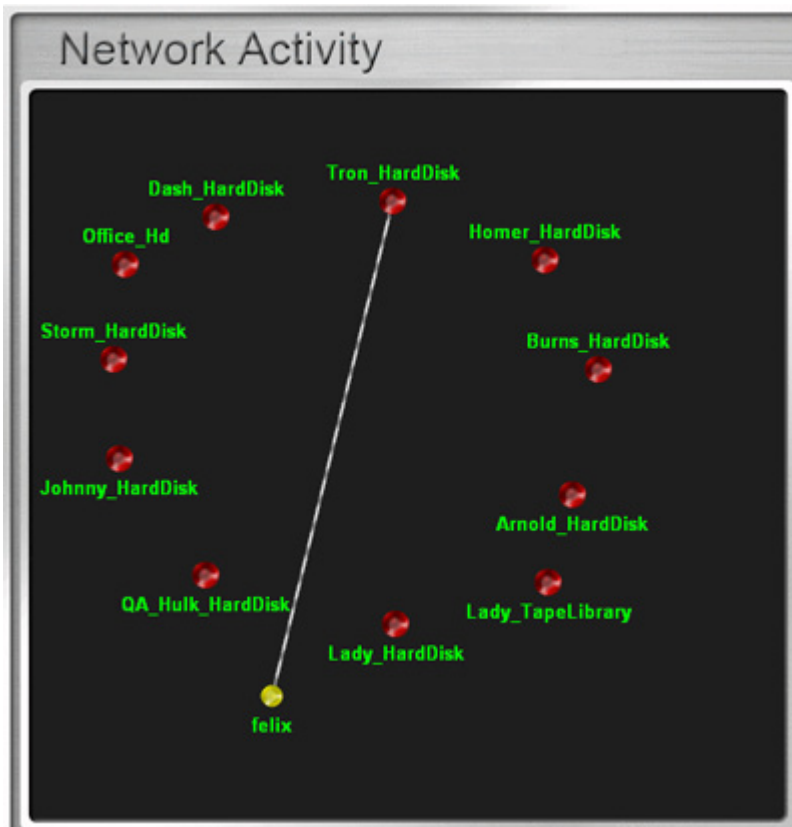 Network Activity
Tron_HardDisk
Dash_HardDisk
Office_Hd
Homer_HardDisk
Storm_HardDisk
Burns_HardDisk
Johnny_HardDisk
Arnold_HardDisk
QA_Hulk_HardDisk
Lady_TapeLibrary
Lady_HardDisk
felix